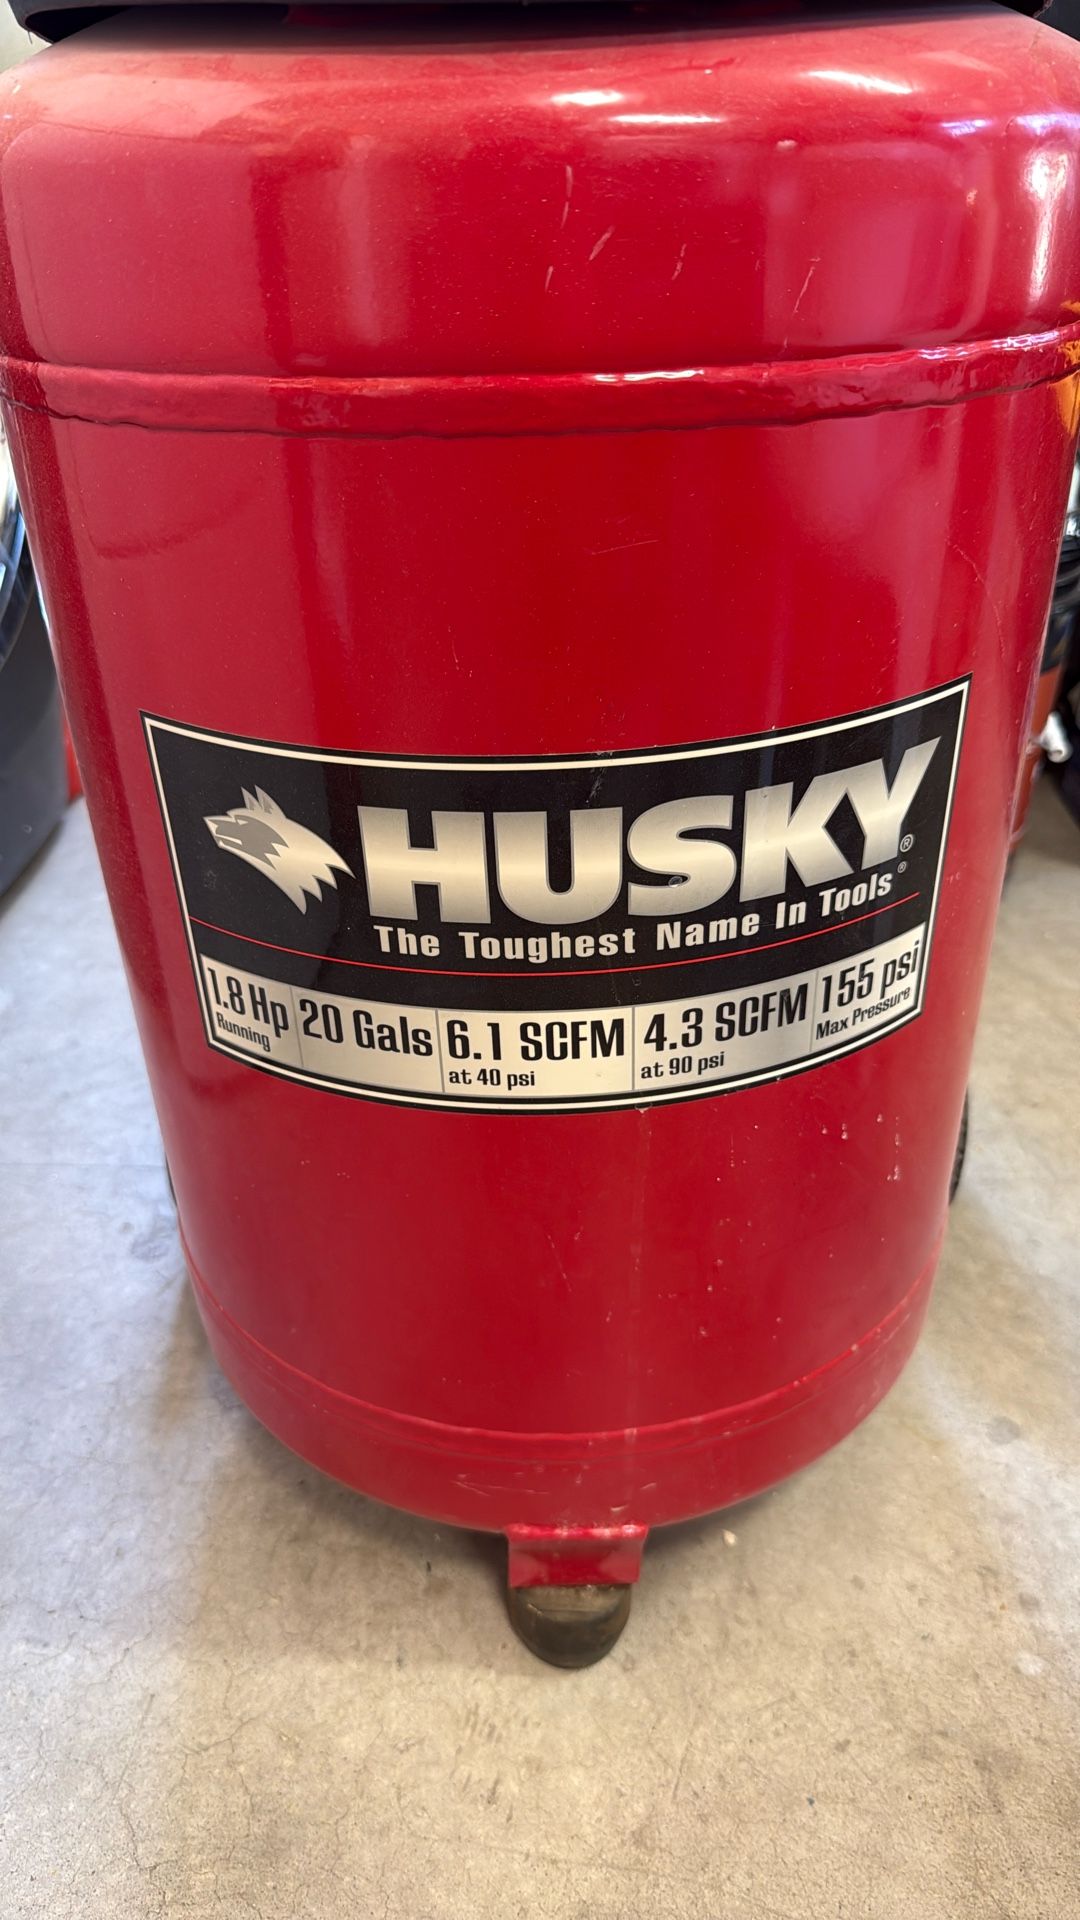 HUSKY®
The Toughest Name In Tools®
1.8 Hp 20 Gals 6.1 SCFM 4.3 SCFM 155 psi
Running at 40 psi at 90 psi Max Pressure